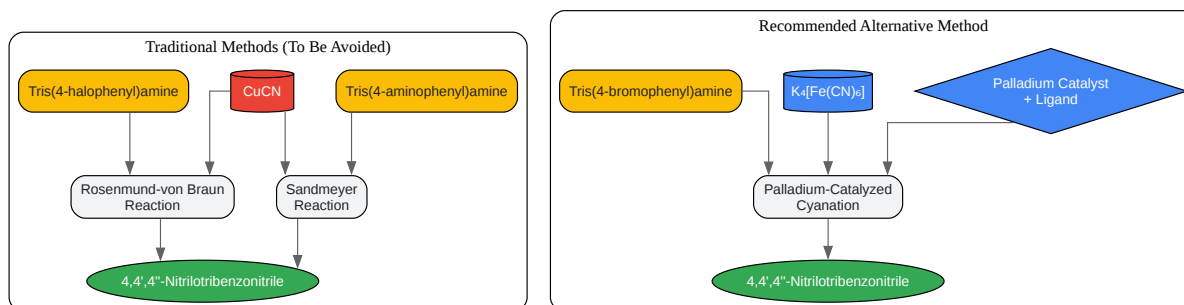 Traditional Methods (To Be Avoided)
Tris(4-halophenyl)amine
CuCN
Tris(4-aminophenyl)amine
Rosenmund-von Braun
Reaction
Sandmeyer
Reaction
4,4',4''-Nitrilotribenzonitrile
Recommended Alternative Method
Tris(4-bromophenyl)amine
K₄[Fe(CN)₆]
Palladium Catalyst
+ Ligand
Palladium-Catalyzed
Cyanation
4,4',4''-Nitrilotribenzonitrile